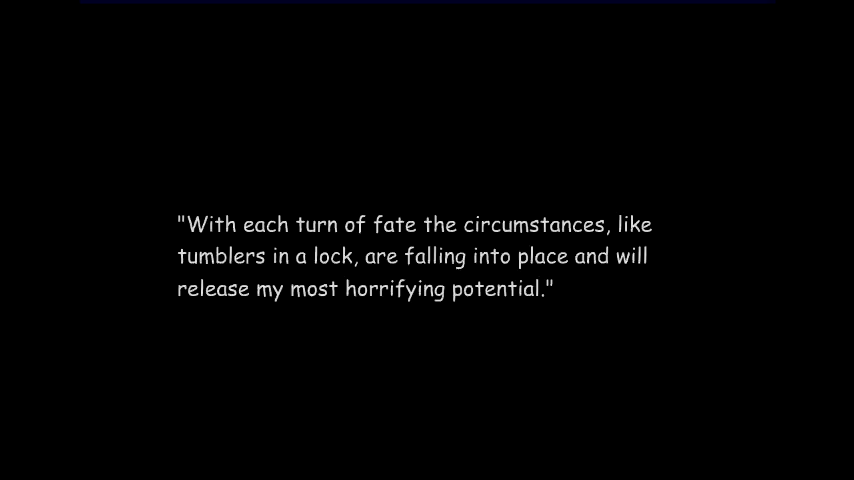 "With each turn of fate the circumstances, like
tumblers in a lock, are falling into place and will
release my most horrifying potential."